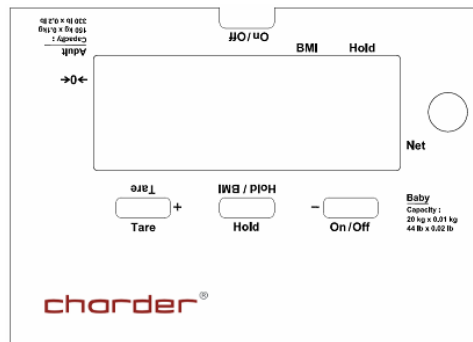 On/Off
150 kg x 0.1kg
330 lb x 0.2 lb
Capacity :
Adult
BMI
Hold
→0←
Net
Tare
Hold / BMI
+
-
Tare
Hold
On/Off
Baby
Capacity :
20 kg x 0.01 kg
44 lb x 0.02 lb
charder®